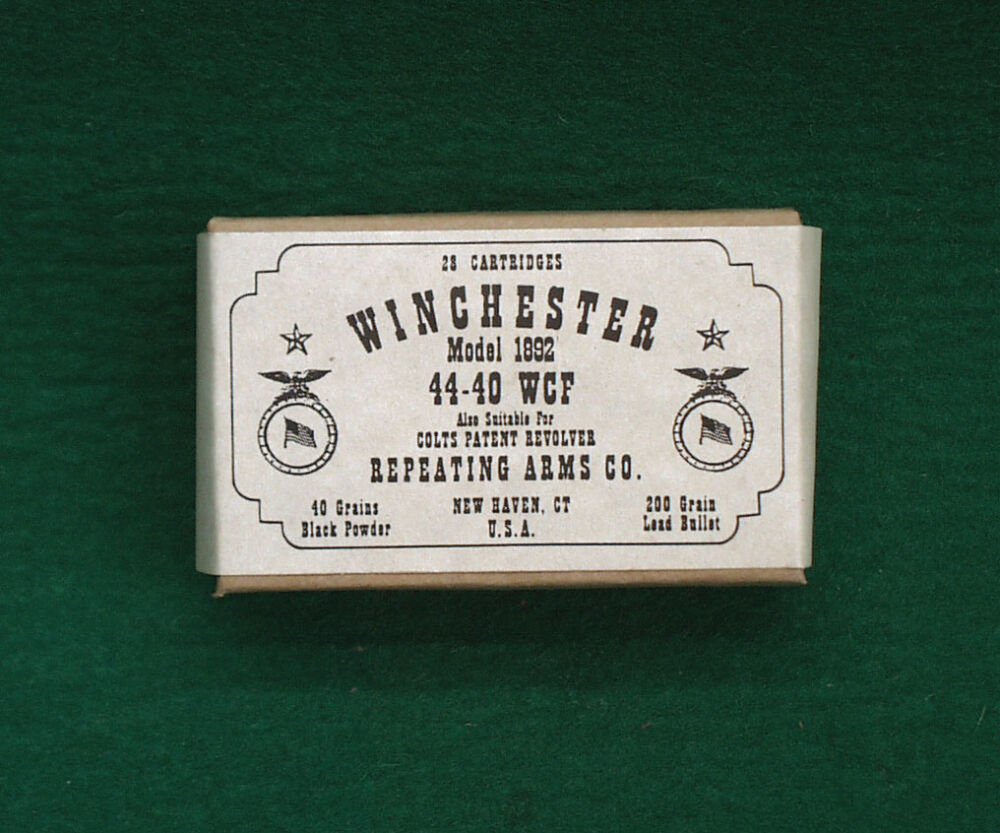 28 CARTRIDGES
WINCHESTER
Model 1892
44-40 WCF
Also Suitable For
COLTS PATENT REVOLVER
REPEATING ARMS CO.
40 Grains
Black Powder
NEW HAVEN, CT
U.S.A.
200 Grain
Lead Bullet